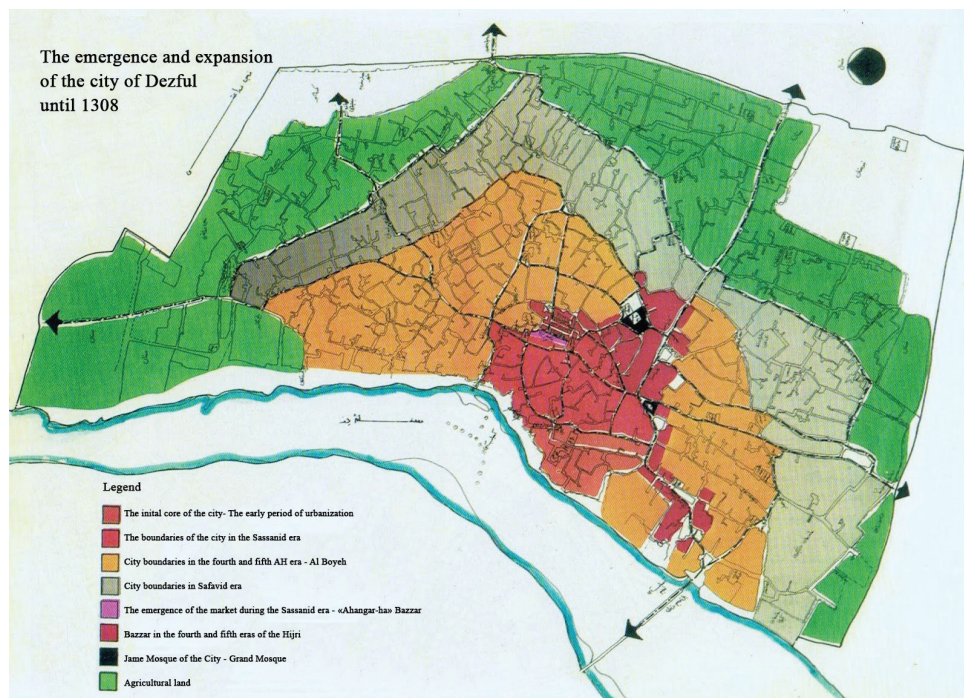 The emergence and expansion
of the city of Dezful
until 1308
Legend
The inital core of the city- The early period of urbanization
The boundaries of the city in the Sassanid era
City boundaries in the fourth and fifth AH era - Al Boyeh
City boundaries in Safavid era
The emergence of the market during the Sassanid era - «Ahangar-ha» Bazzar
Bazzar in the fourth and fifth eras of the Hijri
Jame Mosque of the City - Grand Mosque
Agricultural land